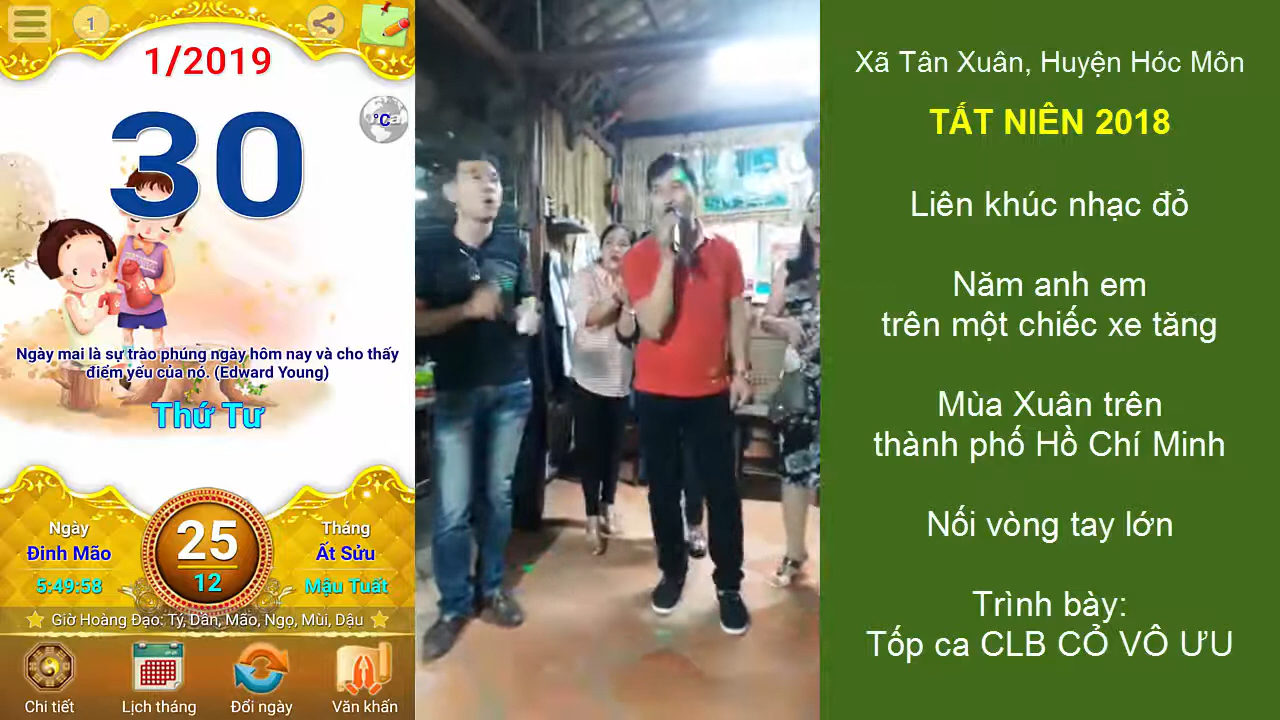 1
1/2019
30
°C
Ngày mai là sự trào phúng ngày hôm nay và cho thấy
điểm yếu của nó. (Edward Young)
Thứ Tư
Ngày
Đinh Mão
5:49:58
25
12
Tháng
Ất Sửu
Mậu Tuất
Giờ Hoàng Đạo: Tý, Dần, Mão, Ngọ, Mùi, Dậu
Chi tiết
Lịch tháng
Đổi ngày
Văn khấn
Xã Tân Xuân, Huyện Hóc Môn
TẤT NIÊN 2018
Liên khúc nhạc đỏ
Năm anh em
trên một chiếc xe tăng
Mùa Xuân trên
thành phố Hồ Chí Minh
Nối vòng tay lớn
Trình bày:
Tốp ca CLB CỎ VÔ ƯU